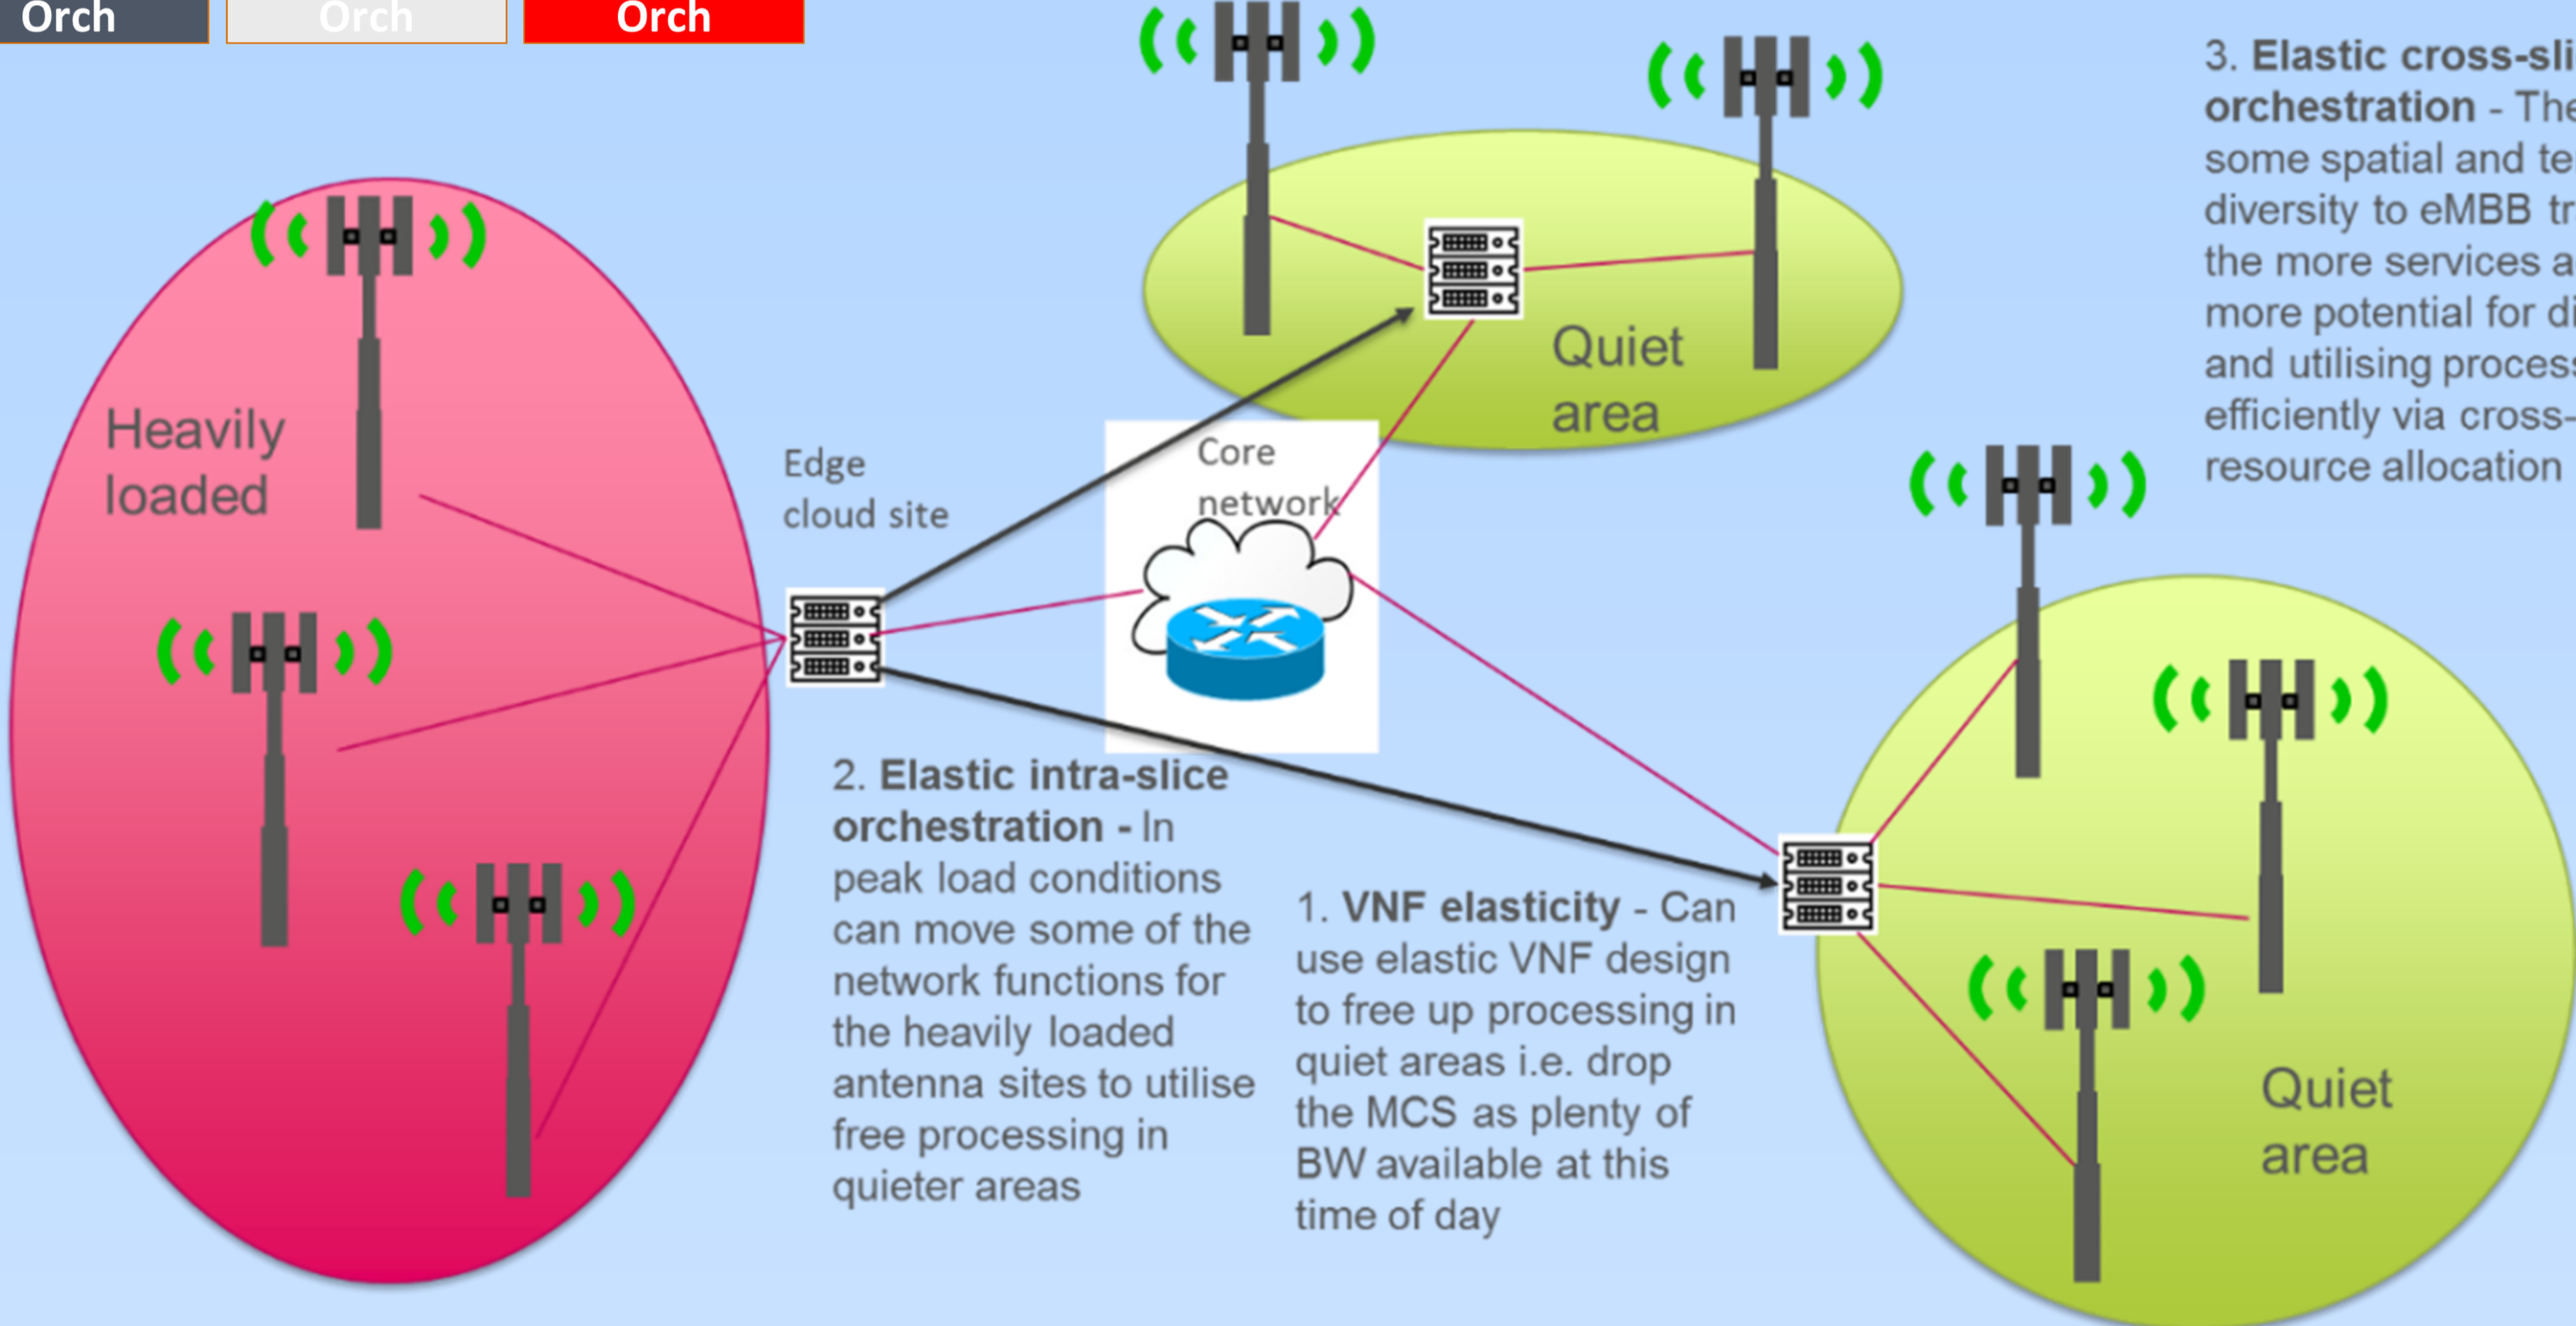 Orch
Orch
Orch
3. Elastic cross-sli
orchestration - The
some spatial and te
diversity to eMBB tr
the more services a
more potential for di
and utilising process
efficiently via cross-
resource allocation
Quiet
area
Heavily
loaded
Edge
cloud site
Core
network
2. Elastic intra-slice
orchestration - In
peak load conditions
can move some of the
network functions for
the heavily loaded
antenna sites to utilise
free processing in
quieter areas
1. VNF elasticity - Can
use elastic VNF design
to free up processing in
quiet areas i.e. drop
the MCS as plenty of
BW available at this
time of day
Quiet
area